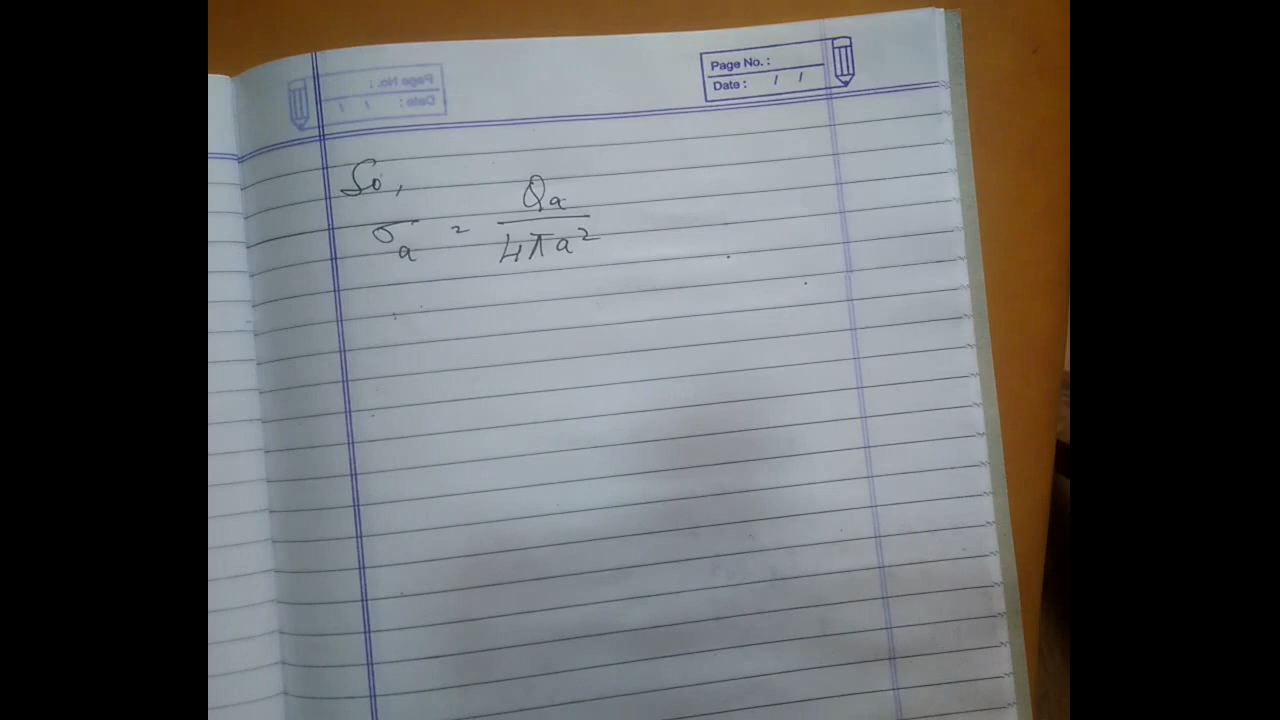 Page No. :
Date : / /
So,
σₐ = Qₐ / 4πa²